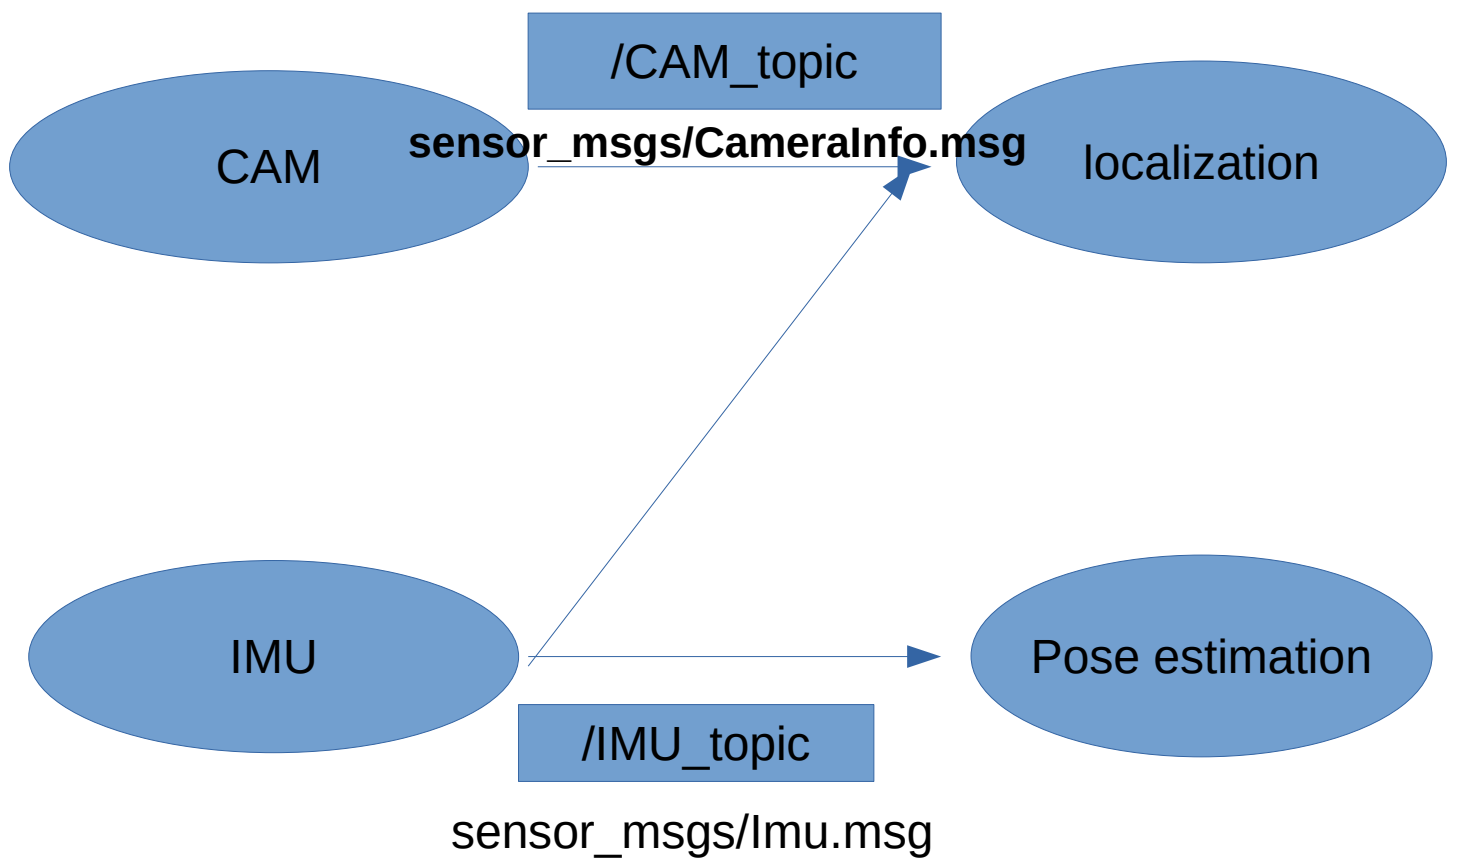 /CAM_topic
sensor_msgs/CameraInfo.msg
CAM
localization
IMU
Pose estimation
/IMU_topic
sensor_msgs/Imu.msg